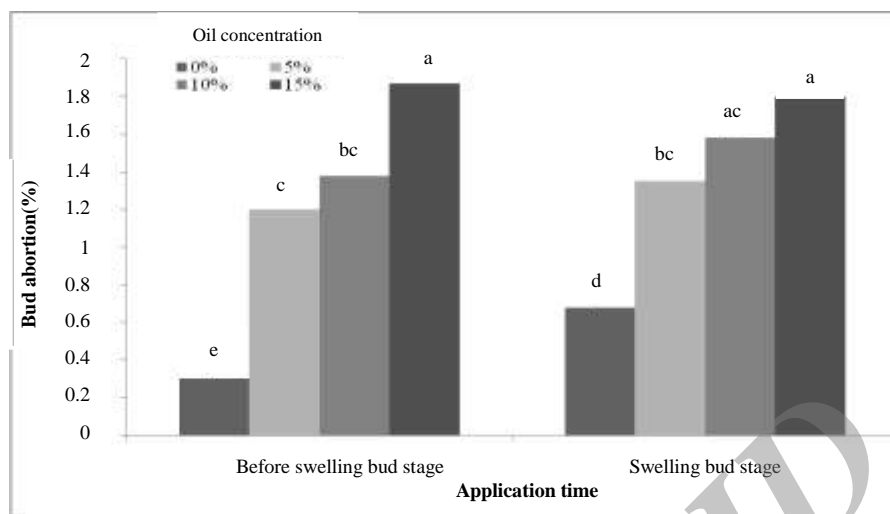 Oil concentration
0% 5%
10% 15%
2
1.8
1.6
1.4
1.2
1
0.8
0.6
0.4
0.2
0
Bud abortion(%)
e
c
bc
a
d
bc
ac
a
Before swelling bud stage Swelling bud stage
Application time